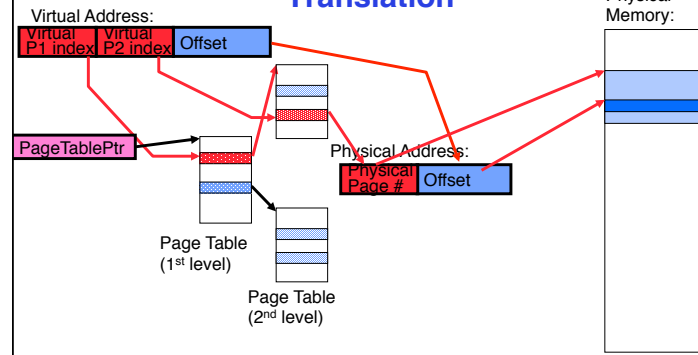 Translation
Physical
Memory:
Virtual Address:
Virtual
P1 index
Virtual
P2 index
Offset
PageTablePtr
Physical Address:
Physical
Page #
Offset
Page Table
(1st level)
Page Table
(2nd level)